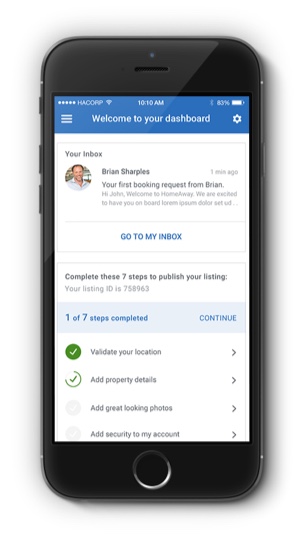 HACORP
10:10 AM
83%
Welcome to your dashboard
Your Inbox
Brian Sharples
1 min ago
Your first booking request from Brian.
Hi John, Welcome to HomeAway. We are excited
to have you on board lorem ipsum dolor set ud ...
GO TO MY INBOX
Complete these 7 steps to publish your listing:
Your listing ID is 758963
1 of 7 steps completed
CONTINUE
Validate your location
Add property details
Add great looking photos
Add security to my account